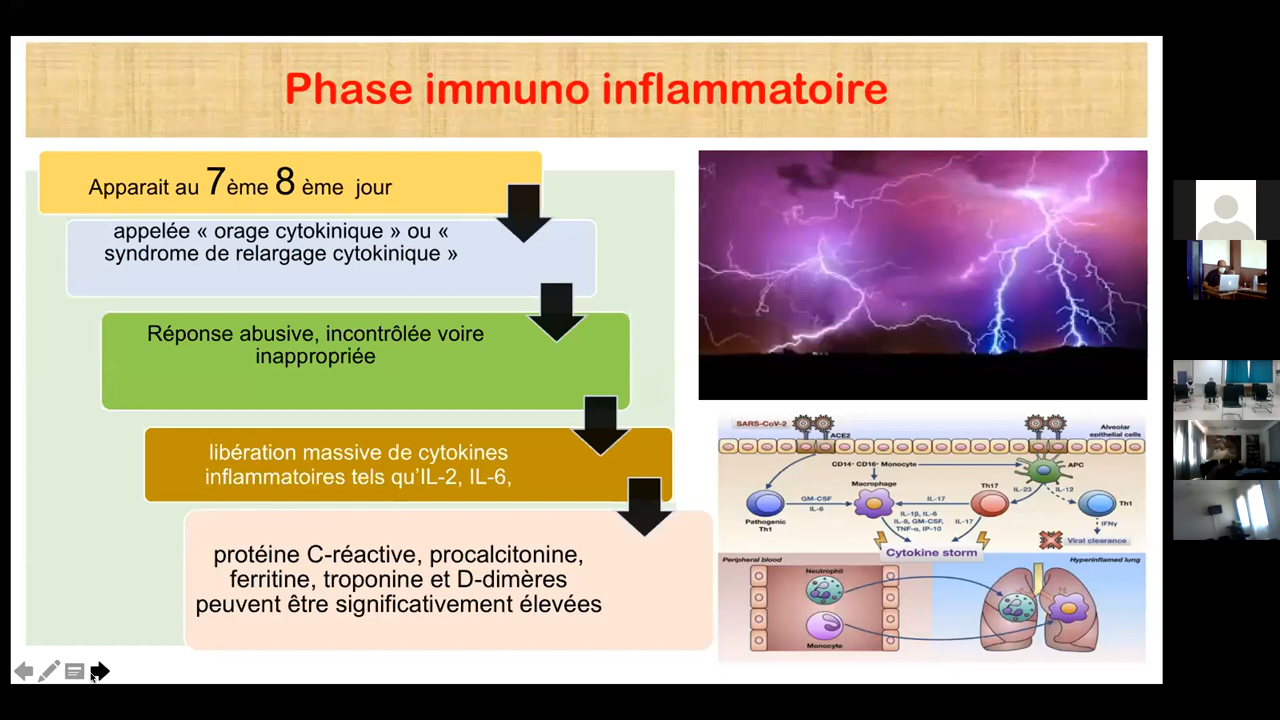 Phase immuno inflammatoire
Apparait au 7ème 8 ème jour
appelée « orage cytokinique » ou «
syndrome de relargage cytokinique »
Réponse abusive, incontrôlée voire
inappropriée
libération massive de cytokines
inflammatoires tels qu'IL-2, IL-6,
protéine C-réactive, procalcitonine,
ferritine, troponine et D-dimères
peuvent être significativement élevées
SARS-CoV-2
ACE2
Alveolar
epithelial cells
CD14⁺ CD16⁺ Monocyte
APC
Macrophage
Th17
IL-23
IL-12
GM-CSF
IL-6
IL-17
Th1
Pathogenic
Th1
IL-1β, IL-6
IL-8, GM-CSF,
TNF-α, IP-10
IL-17
IFNγ
Viral clearance
Cytokine storm
Peripheral blood
Hyperinflamed lung
Neutrophil
Monocyte